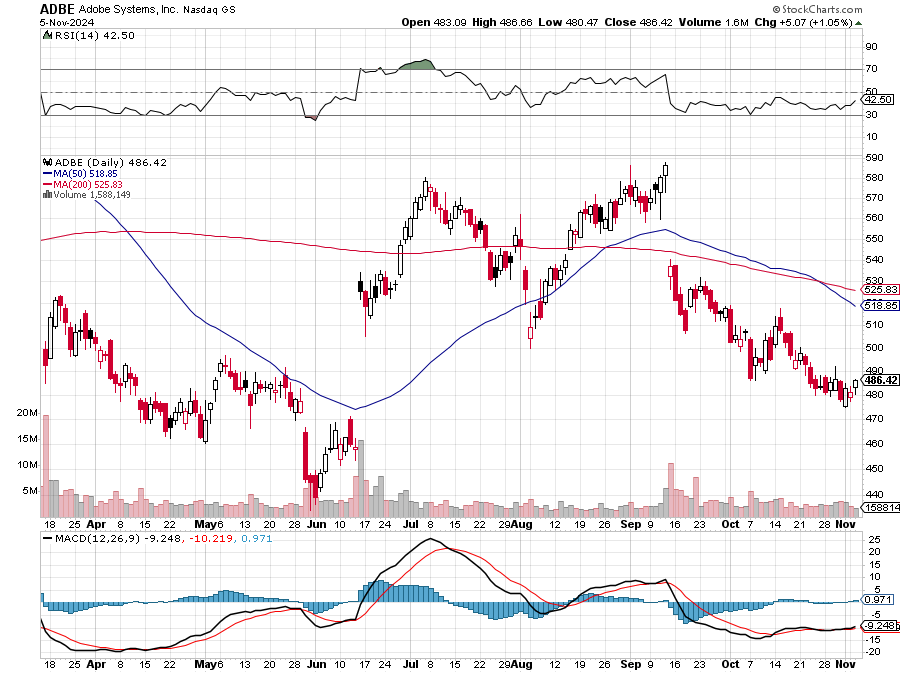 ADBE Adobe Systems, Inc. Nasdaq GS
© StockCharts.com
5-Nov-2024
Open 483.09 High 486.66 Low 480.47 Close 486.42 Volume 1.6M Chg +5.07 (+1.05%)
RSI(14) 42.50
90
70
50
42.50
30
10
ADBE (Daily) 486.42
MA(50) 518.85
MA(200) 525.83
Volume 1,588,149
590
580
570
560
550
540
530
525.83
518.85
510
500
490
486.42
480
470
460
450
440
158814
20M
15M
10M
5M
18 25 Apr 8 15 22 May 6 13 20 28 Jun 10 17 24 Jul 8 15 22 29 Aug 12 19 26 Sep 9 16 23 Oct 7 14 21 28 Nov
MACD(12,26,9) -9.248, -10.219, 0.971
25
20
15
10
5
0.971
-5
-9.248
-15
-20
18 25 Apr 8 15 22 May 6 13 20 28 Jun 10 17 24 Jul 8 15 22 29 Aug 12 19 26 Sep 9 16 23 Oct 7 14 21 28 Nov